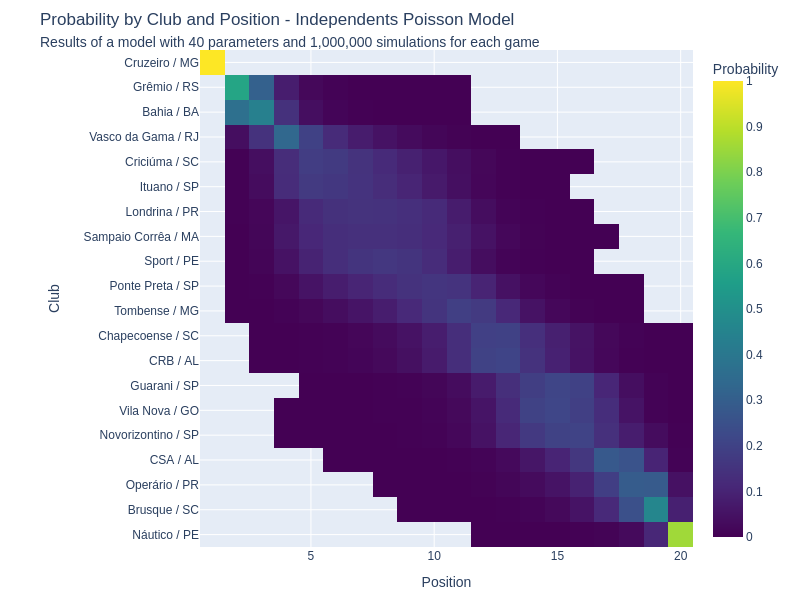 Probability by Club and Position - Independents Poisson Model
Results of a model with 40 parameters and 1,000,000 simulations for each game
Probability
Club
Cruzeiro / MG
Grêmio / RS
Bahia / BA
Vasco da Gama / RJ
Criciúma / SC
Ituano / SP
Londrina / PR
Sampaio Corrêa / MA
Sport / PE
Ponte Preta / SP
Tombense / MG
Chapecoense / SC
CRB / AL
Guarani / SP
Vila Nova / GO
Novorizontino / SP
CSA / AL
Operário / PR
Brusque / SC
Náutico / PE
1
0.9
0.8
0.7
0.6
0.5
0.4
0.3
0.2
0.1
0
5
10
15
20
Position